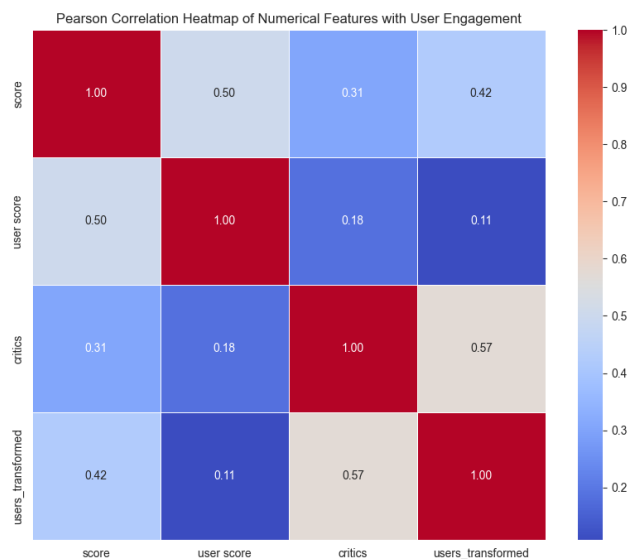 Pearson Correlation Heatmap of Numerical Features with User Engagement
score
1.00 0.50 0.31 0.42
user score
0.50 1.00 0.18 0.11
critics
0.31 0.18 1.00 0.57
users_transformed
0.42 0.11 0.57 1.00
score user score critics users_transformed
1.0
0.9
0.8
0.7
0.6
0.5
0.4
0.3
0.2